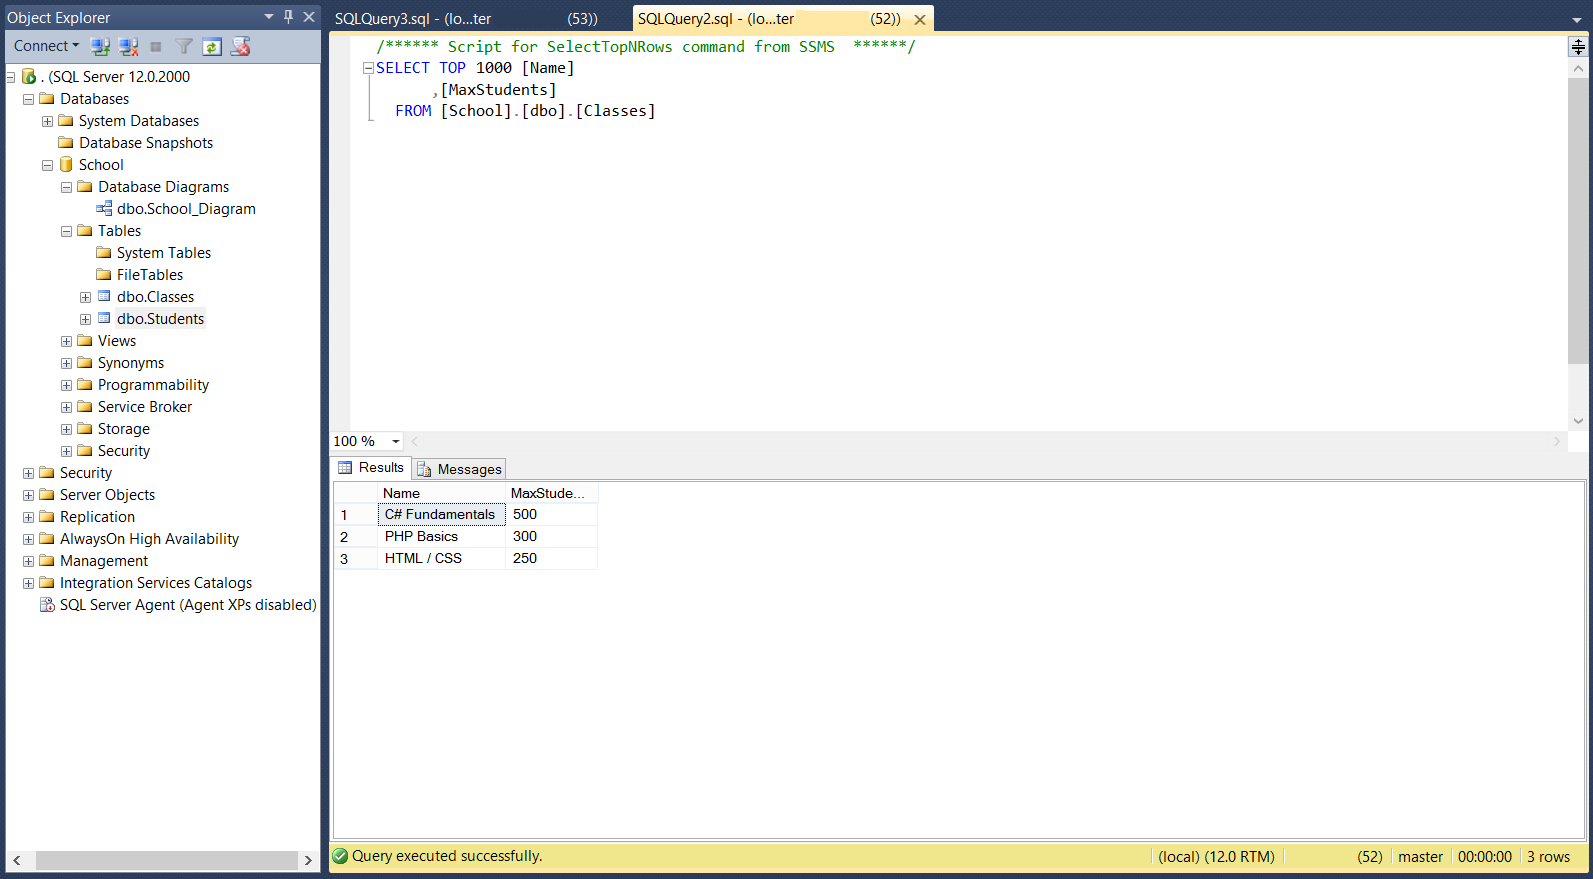 Object Explorer
Connect
. (SQL Server 12.0.2000
Databases
System Databases
Database Snapshots
School
Database Diagrams
dbo.School_Diagram
Tables
System Tables
FileTables
dbo.Classes
dbo.Students
Views
Synonyms
Programmability
Service Broker
Storage
Security
Security
Server Objects
Replication
AlwaysOn High Availability
Management
Integration Services Catalogs
SQL Server Agent (Agent XPs disabled)
SQLQuery3.sql - (lo...ter (53)) SQLQuery2.sql - (lo...ter (52))
/****** Script for SelectTopNRows command from SSMS ******/
SELECT TOP 1000 [Name]
,[MaxStudents]
FROM [School].[dbo].[Classes]
100 %
Results Messages
Name MaxStude...
1 C# Fundamentals 500
2 PHP Basics 300
3 HTML / CSS 250
Query executed successfully. (local) (12.0 RTM) (52) master 00:00:00 3 rows